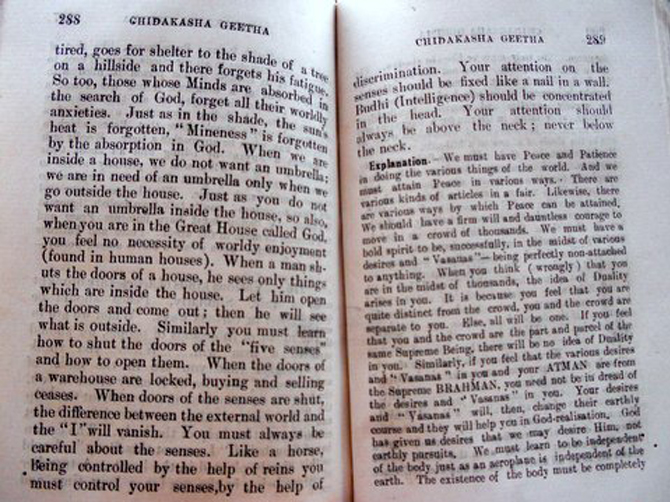 288 CHIDAKASHA GEETHA
tired, goes for shelter to the shade of a tree
on a hillside and there forgets his fatigue.
So too, those whose Minds are absorbed in
the search of God, forget all their worldly
anxieties. Just as in the shade, the sun's
heat is forgotten, "Mineness" is forgotten
by the absorption in God. When we are
inside a house, we do not want an umbrella;
we are in need of an umbrella only when we
go outside the house. Just as you do not
want an umbrella inside the house, so also,
when you are in the Great House called God,
you feel no necessity of worldy enjoyment
(found in human houses). When a man sh-
uts the doors of a house, he sees only things
which are inside the house. Let him open
the doors and come out; then he will see
what is outside. Similarly you must learn
how to shut the doors of the "five senses"
and how to open them. When the doors of
a warehouse are locked, buying and selling
ceases. When doors of the senses are shut,
the difference between the external world and
the "I" will vanish. You must always be
careful about the senses. Like a horse,
Being controlled by the help of reins you
must control your senses,by the help of
CHIDAKASHA GEETHA 289
discrimination. Your attention on the
senses should be fixed like a nail in a wall.
Budhi (Intelligence) should be concentrated
in the head. Your attention should
always be above the neck; never below
the neck.
Explanation- We must have Peace and Patience
in doing the various things of the world. And we
must attain Peace in various ways. There are
various kinds of articles in a fair. Likewise, there
are various ways by which Peace can be attained.
We should have a firm will and dauntless courage to
move in a crowd of thousands. We must have a
bold spirit to be, successfully, in the midst of various
desires and "Vasanas"—being perfectly non-attached
to anything. When you think (wrongly) that you
are in the midst of thousands, the idea of Duality
arises in you. It is because you feel that you are
quite distinct from the crowd, you and the crowd are
separate to you. Else, all will be one. If you feel
that you and the crowd are the part and parcel of the
same Supreme Being, there will be no idea of Duality
in you. Similarly, if you feel that the various desires
and "Vasanas" in you and your ATMAN are from
the Supreme BRAHMAN, you need not be in dread of
the desires and "Vasanas" in you. Your desires
and "Vasanas" will, then, change their earthly
course and they will help you in God-realisation. God
has given us desires that we may desire Him, not
earthly pursuits. We must learn to be independent
of the body just as an aeroplane is independent of the
earth. The existence of the body must be completely